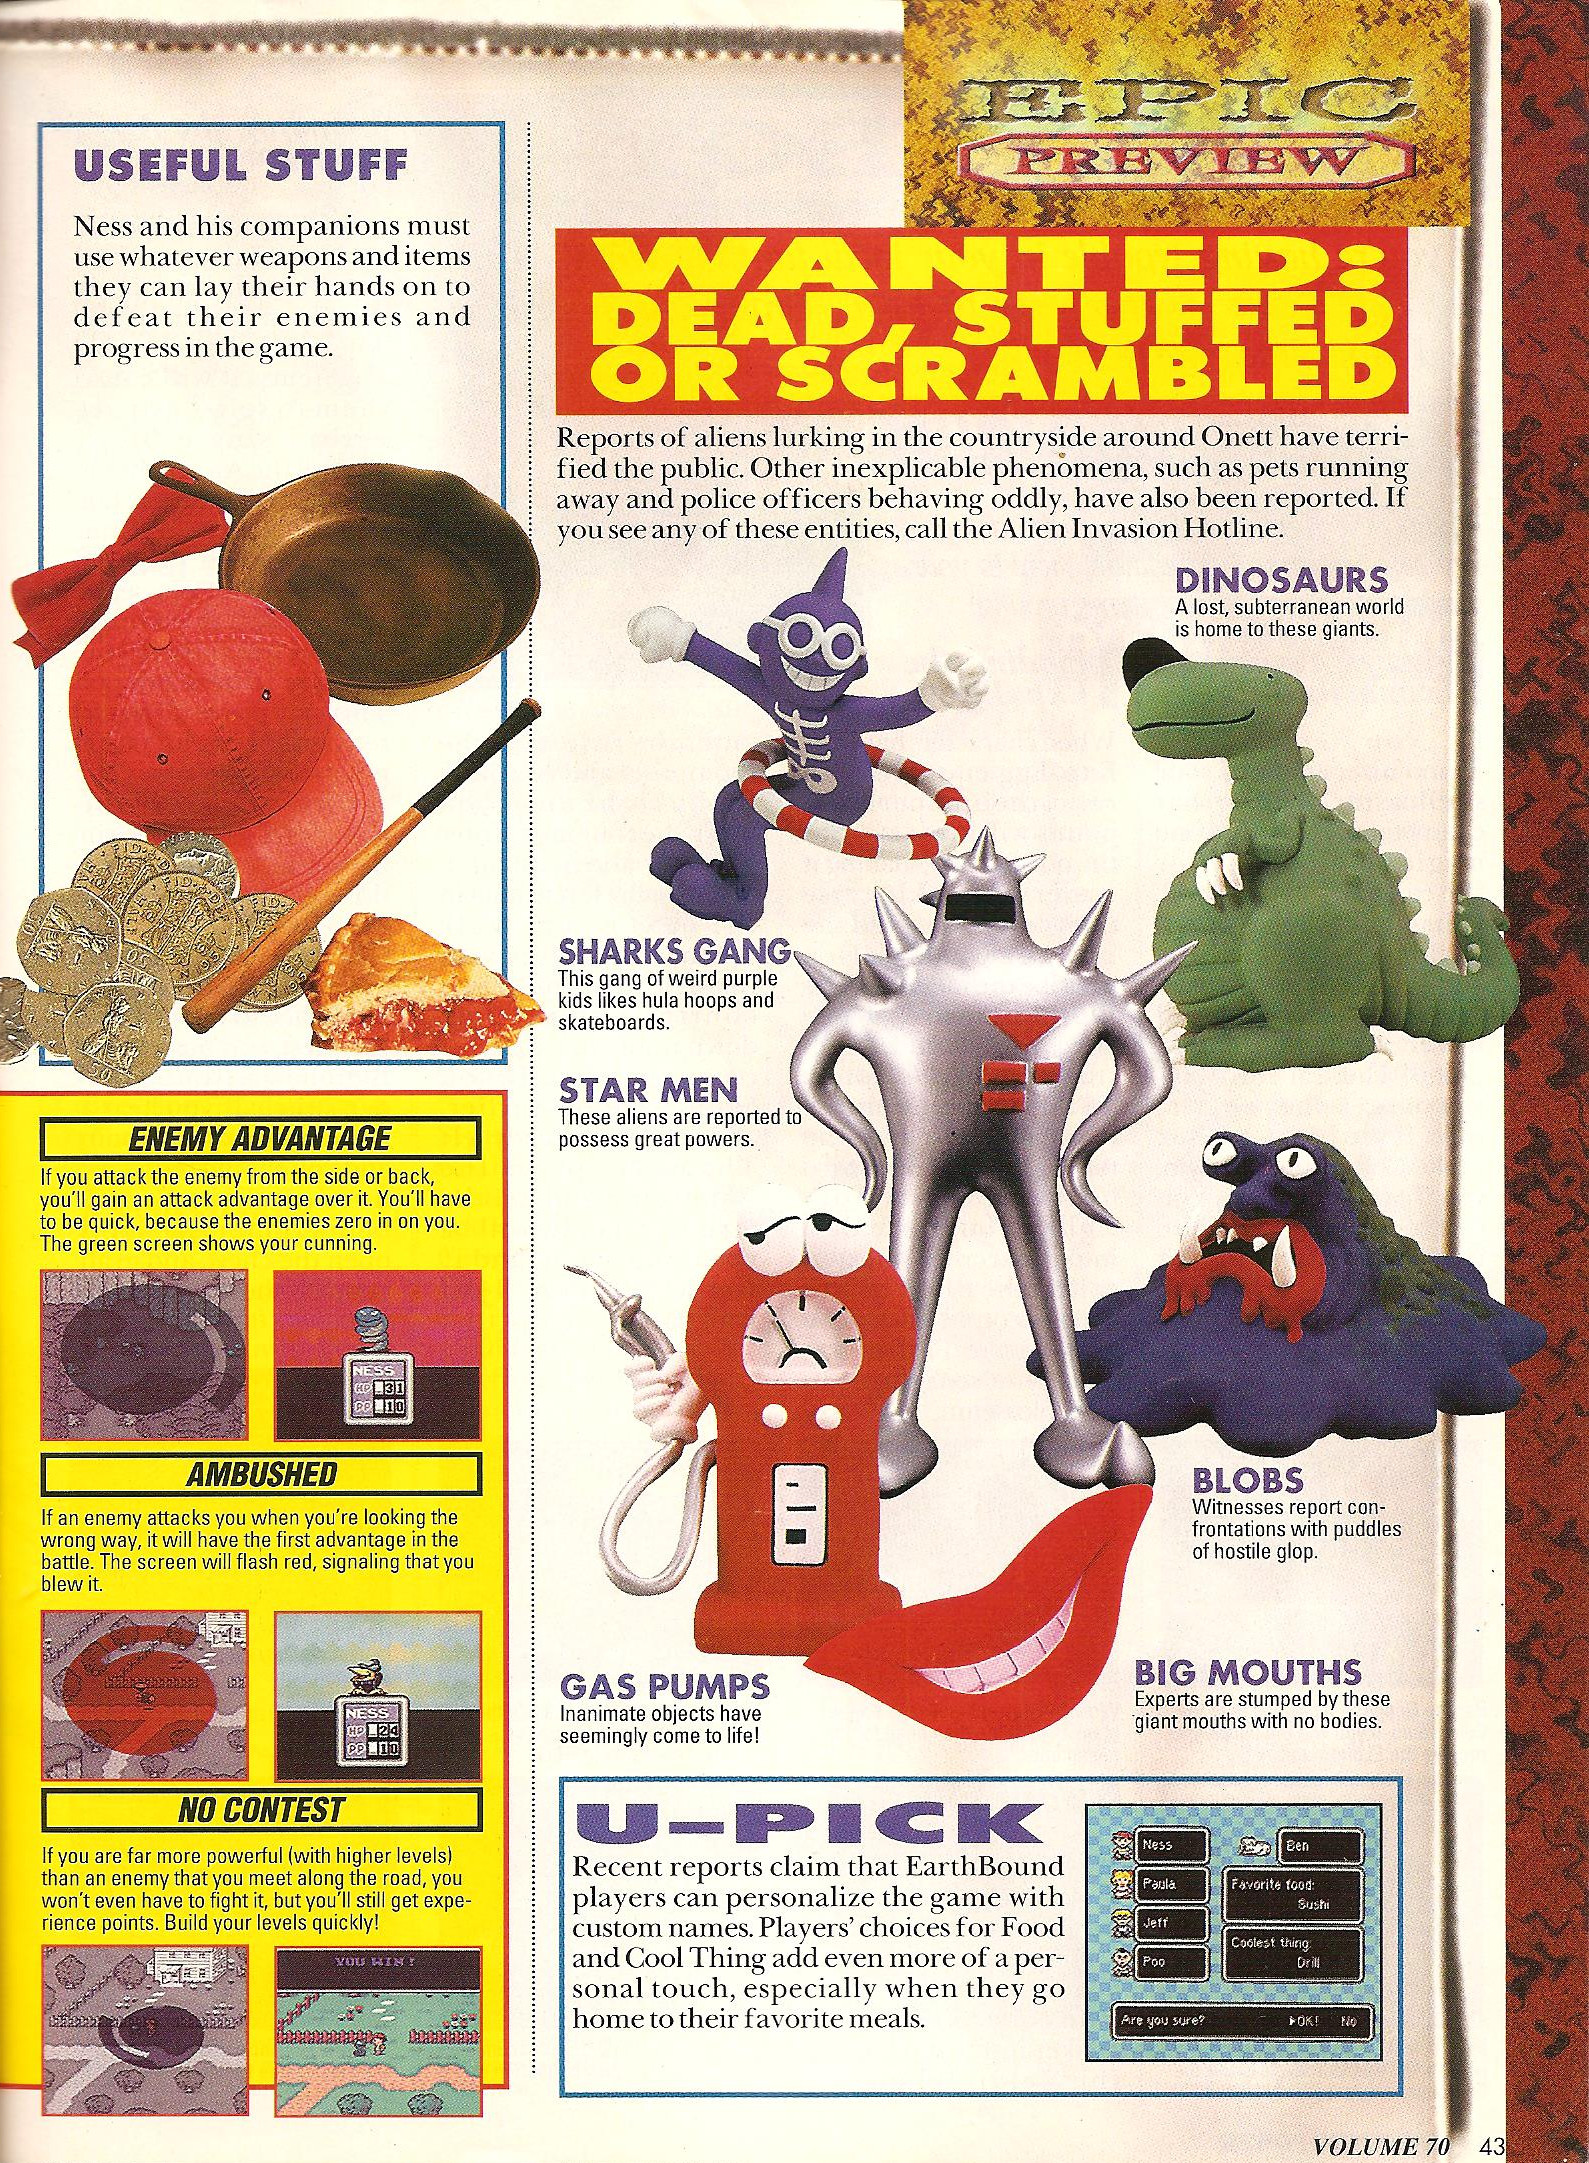 EPIC
PREVIEW
USEFUL STUFF
Ness and his companions must
use whatever weapons and items
they can lay their hands on to
defeat their enemies and
progress in the game.
ENEMY ADVANTAGE
If you attack the enemy from the side or back,
you'll gain an attack advantage over it. You'll have
to be quick, because the enemies zero in on you.
The green screen shows your cunning.
NESS
HP 31
PP 10
AMBUSHED
If an enemy attacks you when you're looking the
wrong way, it will have the first advantage in the
battle. The screen will flash red, signaling that you
blew it.
NESS
HP 24
PP 10
NO CONTEST
If you are far more powerful (with higher levels)
than an enemy that you meet along the road, you
won't even have to fight it, but you'll still get expe-
rience points. Build your levels quickly!
YOU WIN!
WANTED:
DEAD, STUFFED
OR SCRAMBLED
Reports of aliens lurking in the countryside around Onett have terri-
fied the public. Other inexplicable phenomena, such as pets running
away and police officers behaving oddly, have also been reported. If
you see any of these entities, call the Alien Invasion Hotline.
DINOSAURS
A lost, subterranean world
is home to these giants.
SHARKS GANG
This gang of weird purple
kids likes hula hoops and
skateboards.
STAR MEN
These aliens are reported to
possess great powers.
BLOBS
Witnesses report con-
frontations with puddles
of hostile glop.
GAS PUMPS
Inanimate objects have
seemingly come to life!
BIG MOUTHS
Experts are stumped by these
giant mouths with no bodies.
U-PICK
Recent reports claim that EarthBound
players can personalize the game with
custom names. Players' choices for Food
and Cool Thing add even more of a per-
sonal touch, especially when they go
home to their favorite meals.
Ness
Ben
Paula
Favorite food:
Sushi
Jeff
Coolest thing:
Drill
Poo
Are you sure? ▶OK! No
VOLUME 70 43